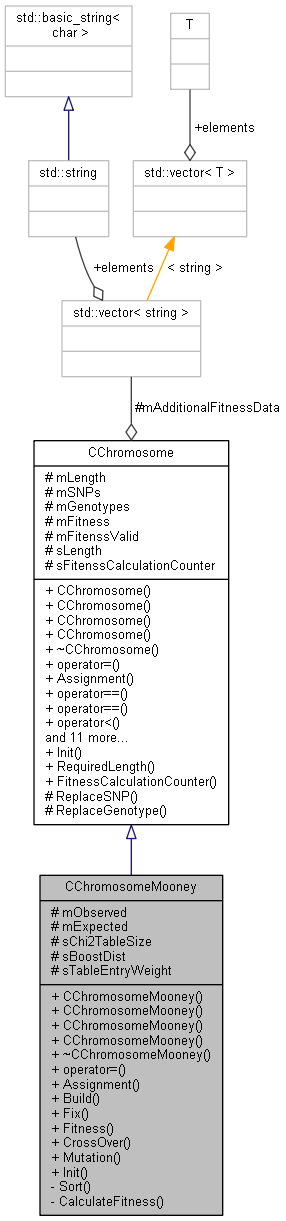 std::basic_string<
char >
T
+elements
std::string
std::vector< T >
+elements
< string >
std::vector< string >
#mAdditionalFitnessData
CChromosome
# mLength
# mSNPs
# mGenotypes
# mFitness
# mFitenssValid
# sLength
# sFitenssCalculationCounter
+ CChromosome()
+ CChromosome()
+ CChromosome()
+ CChromosome()
+ ~CChromosome()
+ operator=()
+ Assignment()
+ operator==()
+ operator==()
+ operator<()
and 11 more...
+ Init()
+ RequiredLength()
+ FitnessCalculationCounter()
# ReplaceSNP()
# ReplaceGenotype()
CChromosomeMooney
# mObserved
# mExpected
# sChi2TableSize
# sBoostDist
# sTableEntryWeight
+ CChromosomeMooney()
+ CChromosomeMooney()
+ CChromosomeMooney()
+ CChromosomeMooney()
+ ~CChromosomeMooney()
+ operator=()
+ Assignment()
+ Build()
+ Fix()
+ Fitness()
+ CrossOver()
+ Mutation()
+ Init()
- Sort()
- CalculateFitness()